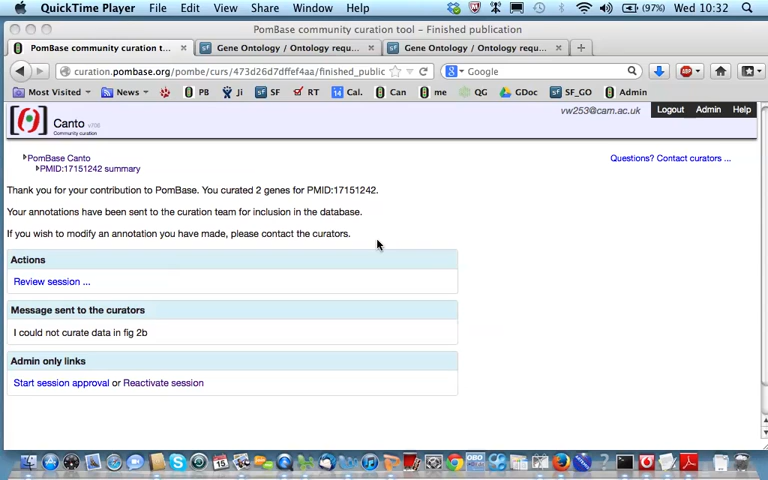 QuickTime Player File Edit View Share Window Help (97%) Wed 10:32
PomBase community curation tool - Finished publication
PomBase community curation t... Gene Ontology / Ontology requ... Gene Ontology / Ontology requ...
curation.pombase.org/pombe/curs/473d26d7dffef4aa/finished_public Google
Most Visited News PB Ji SF RT Cal. Can me QG GDoc SF_GO Admin
vw253@cam.ac.uk Logout Admin Help
Canto
Community curation
PomBase Canto Questions? Contact curators ...
PMID:17151242 summary
Thank you for your contribution to PomBase. You curated 2 genes for PMID:17151242.
Your annotations have been sent to the curation team for inclusion in the database.
If you wish to modify an annotation you have made, please contact the curators.
Actions
Review session ...
Message sent to the curators
I could not curate data in fig 2b
Admin only links
Start session approval or Reactivate session